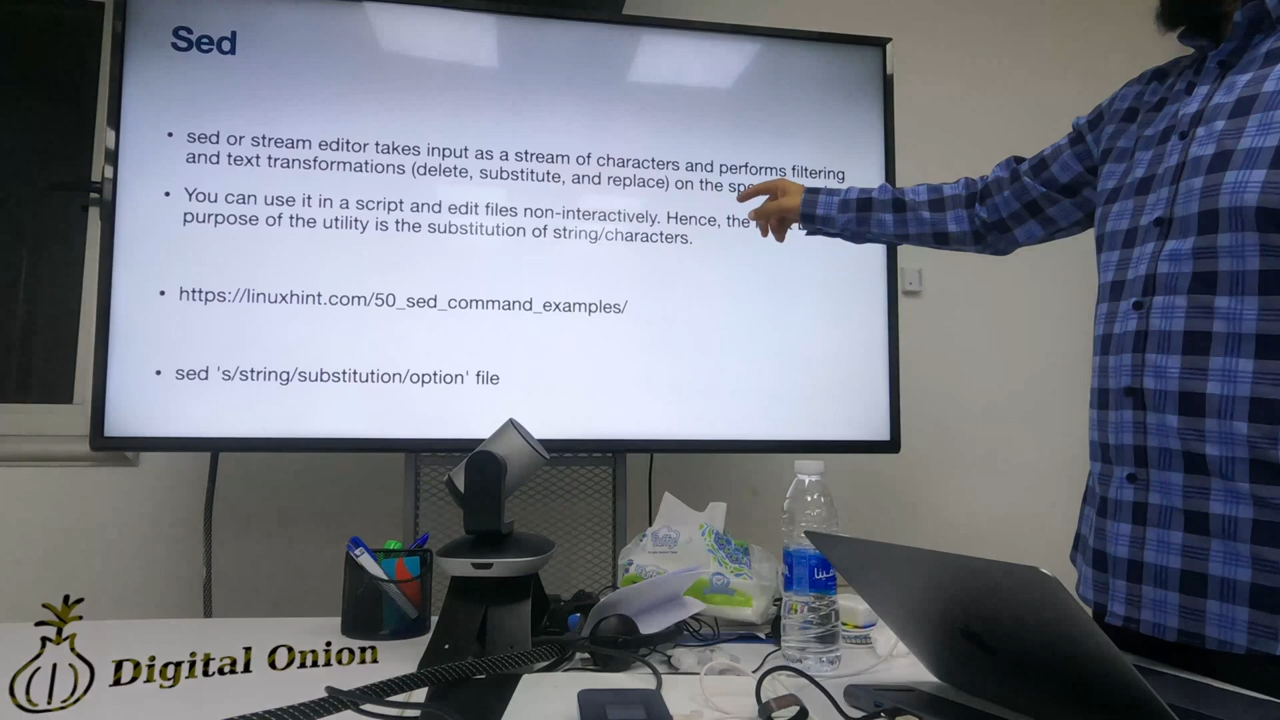 Sed
• sed or stream editor takes input as a stream of characters and performs filtering
and text transformations (delete, substitute, and replace) on the
• You can use it in a script and edit files non-interactively. Hence, the
purpose of the utility is the substitution of string/characters.
• https://linuxhint.com/50_sed_command_examples/
• sed 's/string/substitution/option' file
Digital Onion